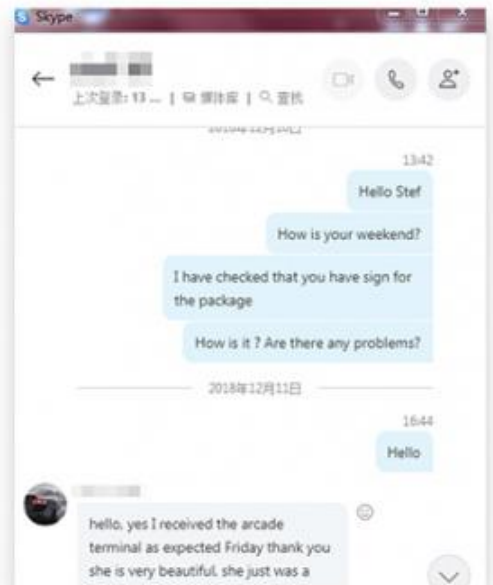 Skype
上次登录: 13 ... | 媒体库 | 查找
13:42
Hello Stef
How is your weekend?
I have checked that you have sign for
the package
How is it ? Are there any problems?
2018年12月11日
16:44
Hello
hello, yes I received the arcade
terminal as expected Friday thank you
she is very beautiful. she just was a